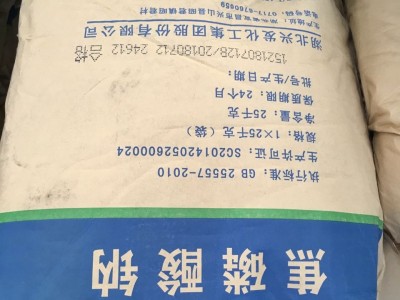 焦磷酸钠
执行标准：GB 25557-2010
生产许可证：SC20142052600024
规格：1×25千克（袋）
净含量：25千克
保质期限：24个月
批号/生产日期：
1521807128/20180712 24612 合格
湖北兴发化工集团股份有限公司